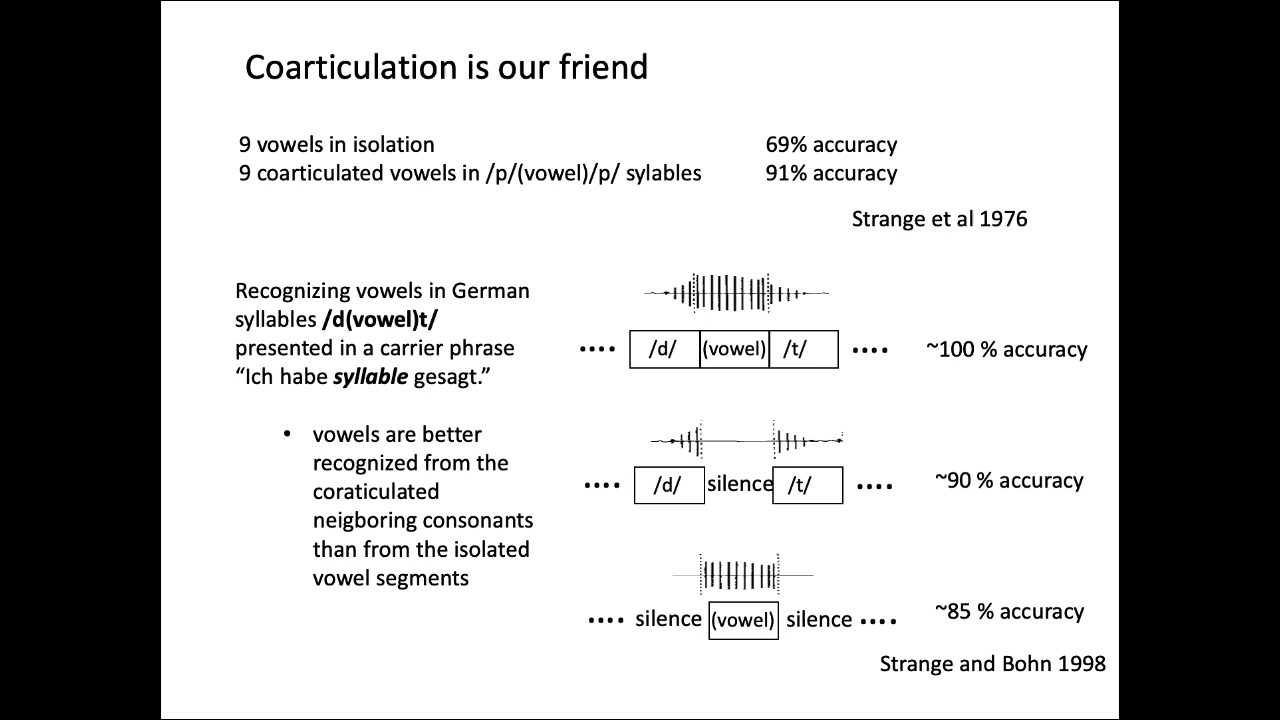 Coarticulation is our friend
9 vowels in isolation 69% accuracy
9 coarticulated vowels in /p/(vowel)/p/ sylables 91% accuracy
Strange et al 1976
Recognizing vowels in German
syllables /d(vowel)t/
presented in a carrier phrase
“Ich habe syllable gesagt.”
•••• /d/ (vowel) /t/ •••• ~100 % accuracy
• vowels are better
recognized from the
coraticulated
neigboring consonants
than from the isolated
vowel segments
•••• /d/ silence /t/ •••• ~90 % accuracy
•••• silence (vowel) silence •••• ~85 % accuracy
Strange and Bohn 1998